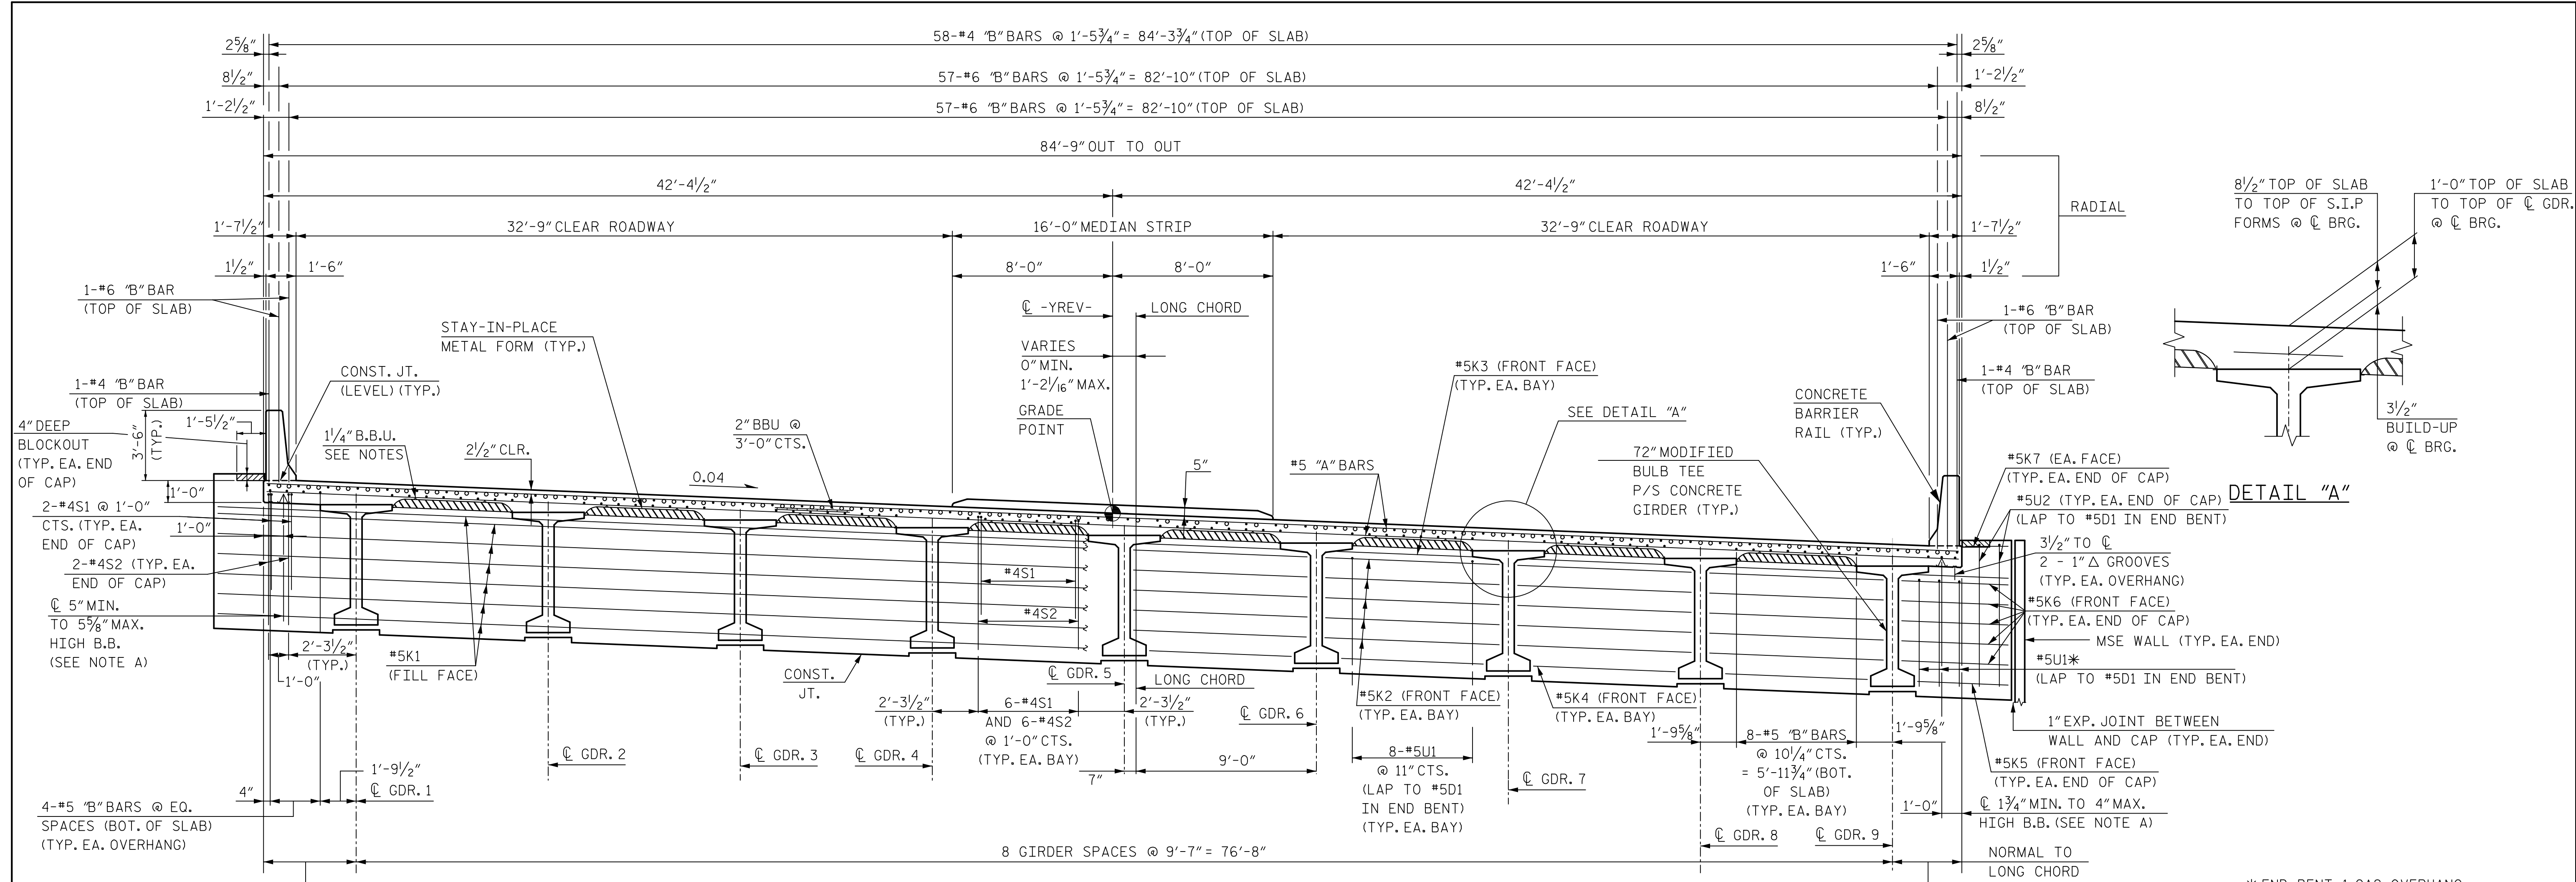 58-#4 "B" BARS @ 1'-5¾" = 84'-3¾" (TOP OF SLAB)
2⅝"
2⅝"
57-#6 "B" BARS @ 1'-5¾" = 82'-10" (TOP OF SLAB)
8½"
1'-2½"
57-#6 "B" BARS @ 1'-5¾" = 82'-10" (TOP OF SLAB)
1'-2½"
8½"
84'-9" OUT TO OUT
42'-4½"
42'-4½"
RADIAL
1'-7½"
32'-9" CLEAR ROADWAY
16'-0" MEDIAN STRIP
32'-9" CLEAR ROADWAY
1'-7½"
1½"
1'-6"
8'-0"
8'-0"
1'-6"
1½"
8½" TOP OF SLAB
TO TOP OF S.I.P
FORMS @ ℄ BRG.
1'-0" TOP OF SLAB
TO TOP OF ℄ GDR.
@ ℄ BRG.
3½"
BUILD-UP
@ ℄ BRG.
DETAIL "A"
1-#6 "B" BAR
(TOP OF SLAB)
STAY-IN-PLACE
METAL FORM (TYP.)
℄ -YREV-
LONG CHORD
VARIES
0" MIN.
1'-2 1/16" MAX.
GRADE
POINT
1-#6 "B" BAR
(TOP OF SLAB)
1-#4 "B" BAR
(TOP OF SLAB)
CONST. JT.
(LEVEL) (TYP.)
1-#4 "B" BAR
(TOP OF SLAB)
#5K3 (FRONT FACE)
(TYP. EA. BAY)
SEE DETAIL "A"
CONCRETE
BARRIER
RAIL (TYP.)
4" DEEP
BLOCKOUT
(TYP. EA. END
OF CAP)
1'-5½"
3'-6"
(TYP.)
1¼" B.B.U.
SEE NOTES
2½" CLR.
2" BBU @
3'-0" CTS.
0.04
5"
#5 "A" BARS
72" MODIFIED
BULB TEE
P/S CONCRETE
GIRDER (TYP.)
#5K7 (EA. FACE)
(TYP. EA. END OF CAP)
#5U2 (TYP. EA. END OF CAP)
(LAP TO #5D1 IN END BENT)
3½" TO ℄
2 - 1" △ GROOVES
(TYP. EA. OVERHANG)
#5K6 (FRONT FACE)
(TYP. EA. END OF CAP)
MSE WALL (TYP. EA. END)
#5U1*
(LAP TO #5D1 IN END BENT)
1" EXP. JOINT BETWEEN
WALL AND CAP (TYP. EA. END)
#5K5 (FRONT FACE)
(TYP. EA. END OF CAP)
℄ 1¾" MIN. TO 4" MAX.
HIGH B.B. (SEE NOTE A)
1'-0"
2-#4S1 @ 1'-0"
CTS. (TYP. EA.
END OF CAP)
1'-0"
2-#4S2 (TYP. EA.
END OF CAP)
℄ 5" MIN.
TO 5⅝" MAX.
HIGH B.B.
(SEE NOTE A)
2'-3½"
(TYP.)
1'-0"
#5K1
(FILL FACE)
#4S1
#4S2
CONST.
JT.
℄ GDR. 5
LONG CHORD
2'-3½"
(TYP.)
6-#4S1
AND 6-#4S2
@ 1'-0" CTS.
(TYP. EA. BAY)
2'-3½"
(TYP.)
#5K2 (FRONT FACE)
(TYP. EA. BAY)
#5K4 (FRONT FACE)
(TYP. EA. BAY)
℄ GDR. 6
1'-9⅝"
8-#5 "B" BARS
@ 10¼" CTS.
= 5'-11¾" (BOT.
OF SLAB)
(TYP. EA. BAY)
1'-9⅝"
8-#5U1
@ 11" CTS.
(LAP TO #5D1
IN END BENT)
(TYP. EA. BAY)
℄ GDR. 2
℄ GDR. 3
℄ GDR. 4
7"
9'-0"
℄ GDR. 7
1'-9½"
℄ GDR. 1
4"
4-#5 "B" BARS @ EQ.
SPACES (BOT. OF SLAB)
(TYP. EA. OVERHANG)
1'-0"
℄ GDR. 8
℄ GDR. 9
8 GIRDER SPACES @ 9'-7" = 76'-8"
NORMAL TO
LONG CHORD